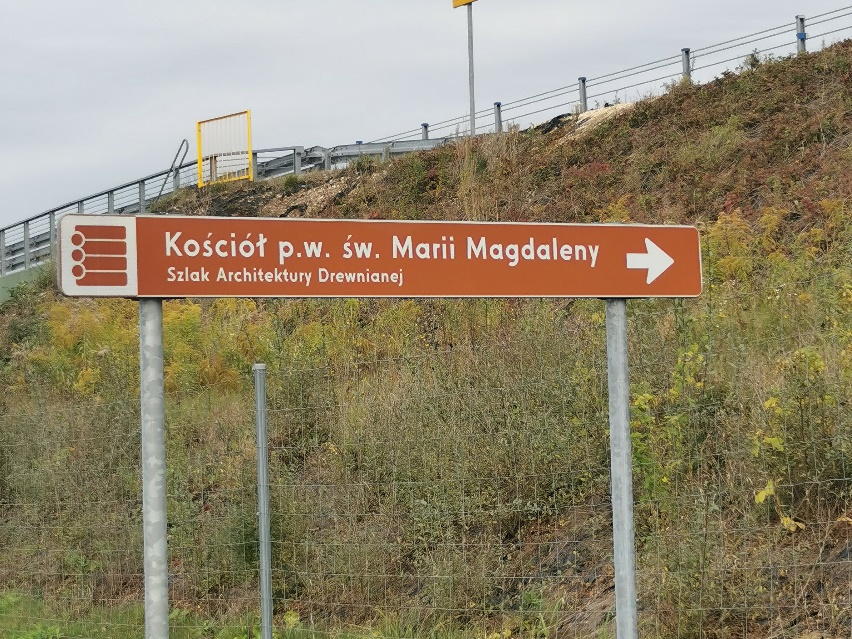 Kościół p.w. św. Marii Magdaleny
Szlak Architektury Drewnianej